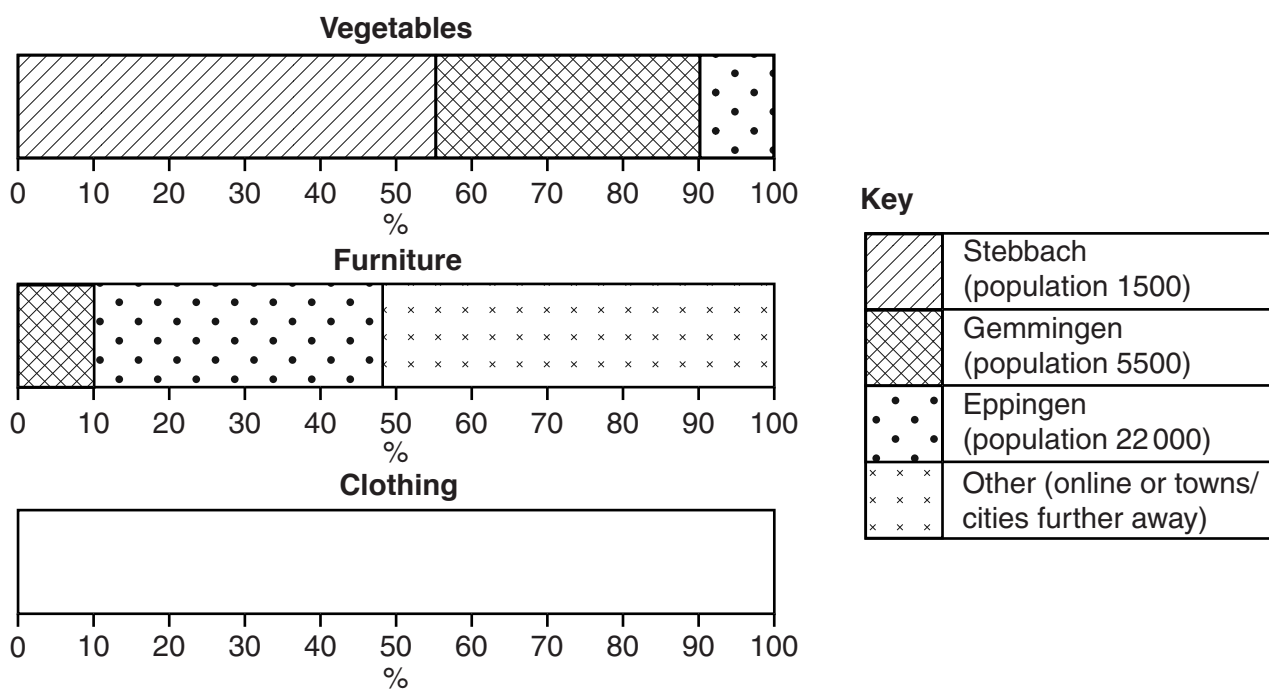 Vegetables
0 10 20 30 40 50 60 70 80 90 100
%
Furniture
0 10 20 30 40 50 60 70 80 90 100
%
Clothing
0 10 20 30 40 50 60 70 80 90 100
%
Key
Stebbach
(population 1500)
Gemmingen
(population 5500)
Eppingen
(population 22 000)
Other (online or towns/
cities further away)